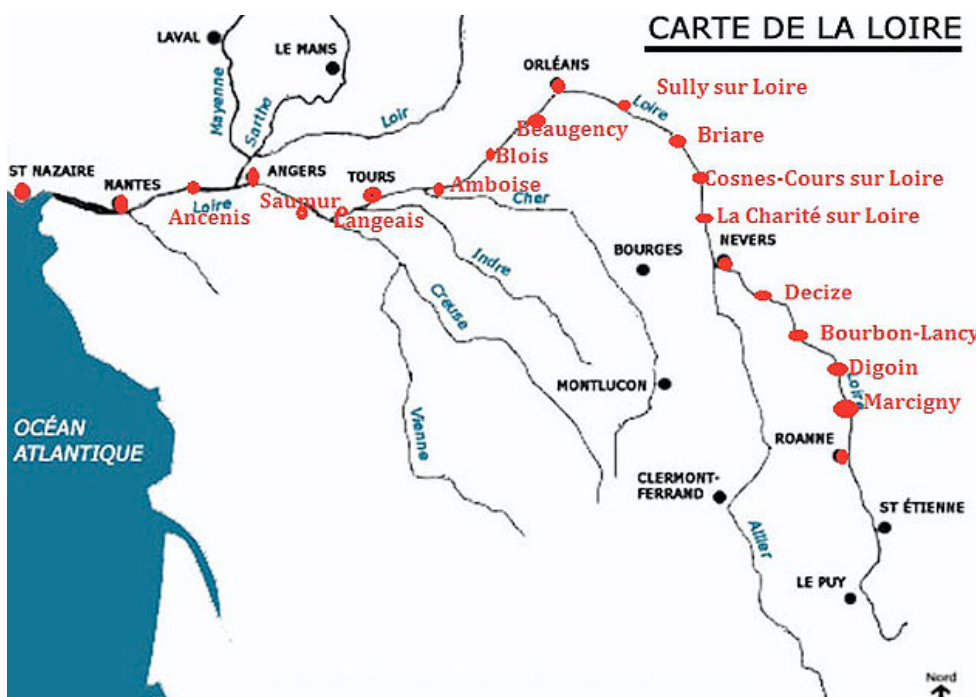 CARTE DE LA LOIRE
LAVAL
LE MANS
ORLÉANS
Mayenne
Sarthe
Loir
Loire
Sully sur Loire
Beaugency
Briare
Blois
ST NAZAIRE
NANTES
ANGERS
TOURS
Amboise
Cosnes-Cours sur Loire
Ancenis
Loire
Saumur
Langeais
Cher
La Charité sur Loire
NEVERS
BOURGES
Indre
Creuse
Decize
Bourbon-Lancy
Digoin
Loire
MONTLUCON
Marcigny
Vienne
OCÉAN
ATLANTIQUE
ROANNE
CLERMONT-
FERRAND
ST ÉTIENNE
Allier
LE PUY
Nord